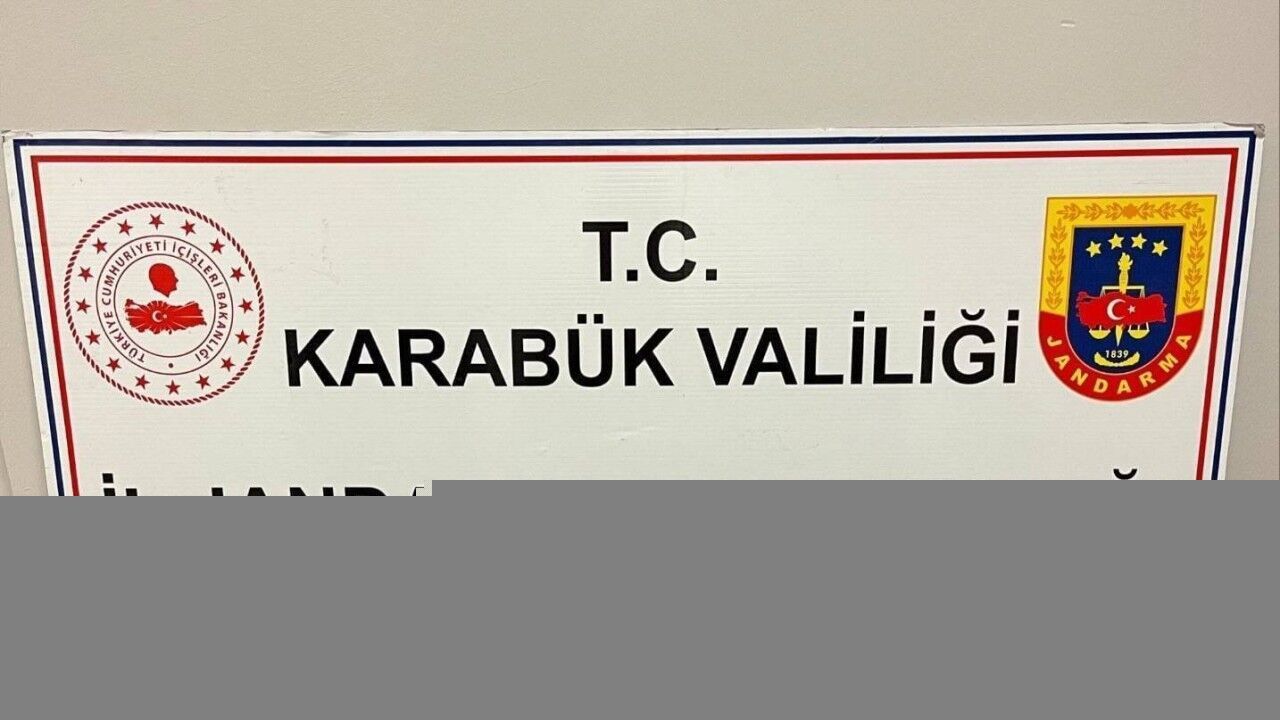 T.C.
KARABÜK VALİLİĞİ
TÜRKİYE CUMHURİYETİ İÇİŞLERİ BAKANLIĞI
1839
JANDARMA
İL